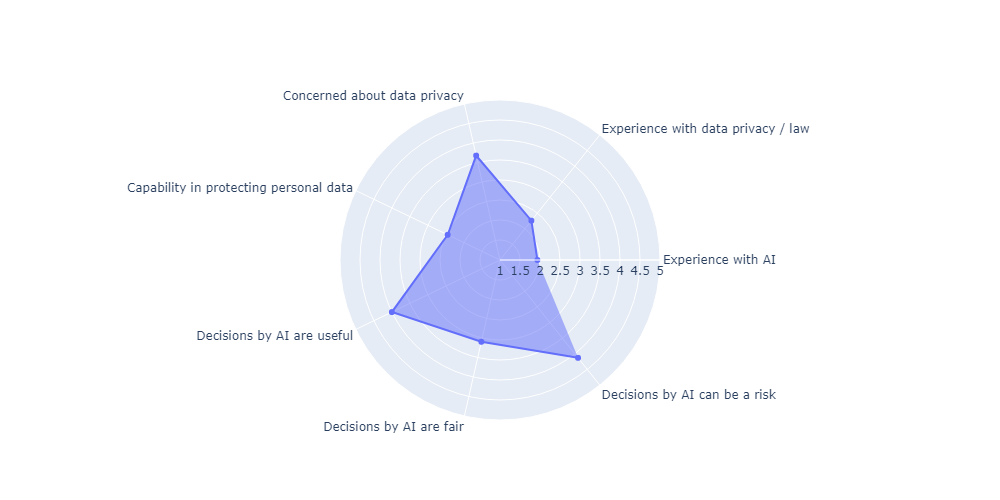 Concerned about data privacy
Experience with data privacy / law
Capability in protecting personal data
Experience with AI
1 1.5 2 2.5 3 3.5 4 4.5 5
Decisions by AI are useful
Decisions by AI can be a risk
Decisions by AI are fair